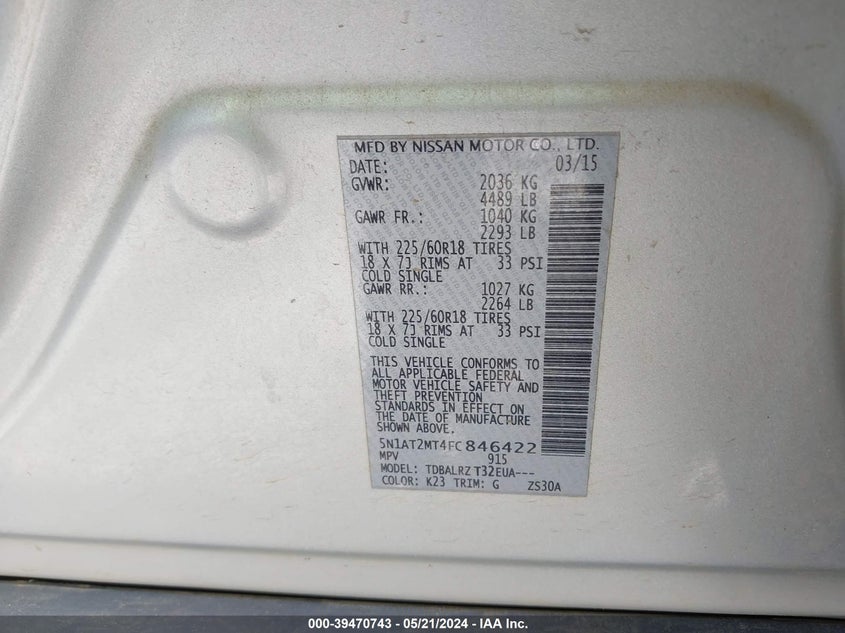 MFD BY NISSAN MOTOR CO., LTD.
DATE: 03/15
GVWR: 2036 KG
4489 LB
GAWR FR.: 1040 KG
2293 LB
WITH 225/60R18 TIRES
18 X 7J RIMS AT 33 PSI
COLD SINGLE
GAWR RR.: 1027 KG
2264 LB
WITH 225/60R18 TIRES
18 X 7J RIMS AT 33 PSI
COLD SINGLE
THIS VEHICLE CONFORMS TO
ALL APPLICABLE FEDERAL
MOTOR VEHICLE SAFETY AND
THEFT PREVENTION
STANDARDS IN EFFECT ON
THE DATE OF MANUFACTURE
SHOWN ABOVE.
5N1AT2MT4FC846422
MPV 915
MODEL: TDBALRZ T32EUA---
COLOR: K23 TRIM: G ZS30A
000-39470743 - 05/21/2024 - IAA Inc.